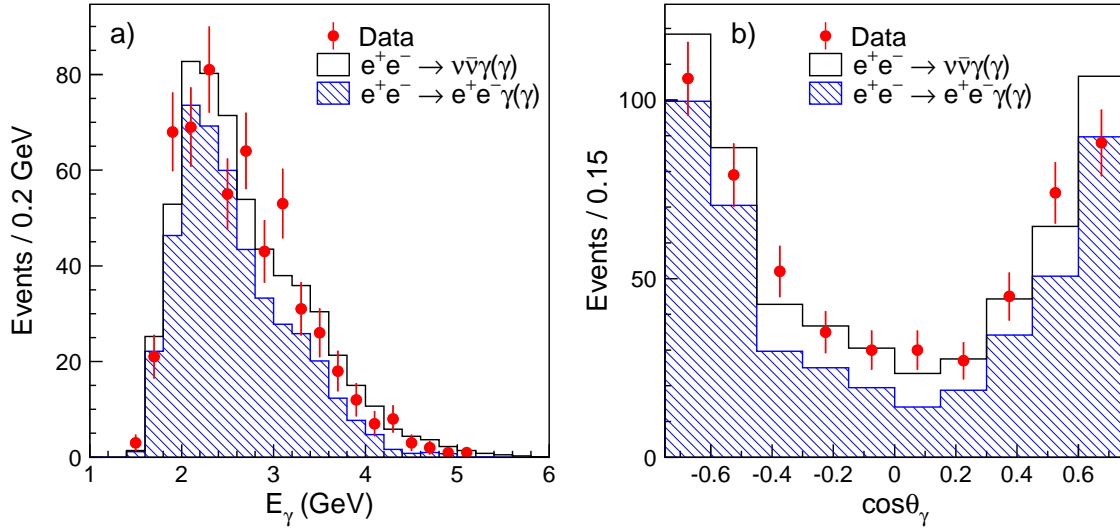 a)
Data
e⁺e⁻ → νν̄γ(γ)
e⁺e⁻ → e⁺e⁻γ(γ)
Events / 0.2 GeV
80
60
40
20
0
1 2 3 4 5 6
E_γ (GeV)
b)
Data
e⁺e⁻ → νν̄γ(γ)
e⁺e⁻ → e⁺e⁻γ(γ)
Events / 0.15
100
50
0
-0.6 -0.4 -0.2 0 0.2 0.4 0.6
cosθ_γ